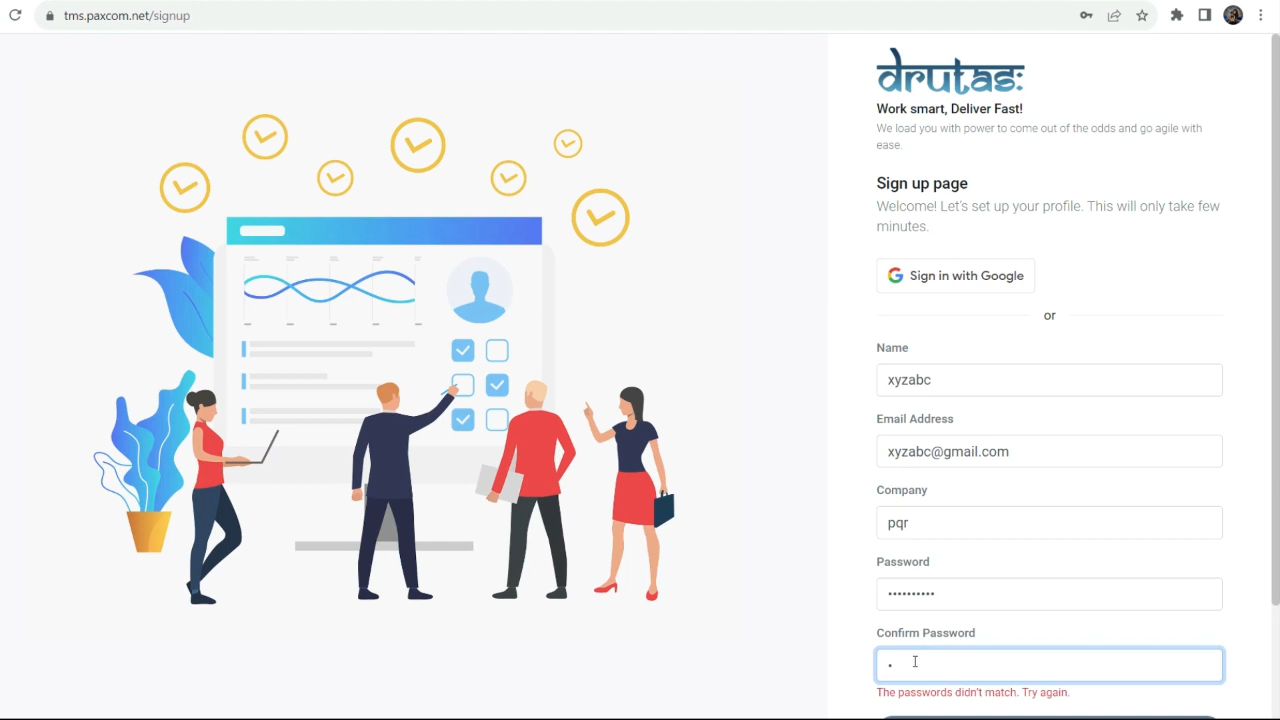 tms.paxcom.net/signup
drutas:
Work smart, Deliver Fast!
We load you with power to come out of the odds and go agile with
ease.
Sign up page
Welcome! Let's set up your profile. This will only take few
minutes.
Sign in with Google
or
Name
xyzabc
Email Address
xyzabc@gmail.com
Company
pqr
Password
••••••••••
Confirm Password
•
The passwords didn't match. Try again.